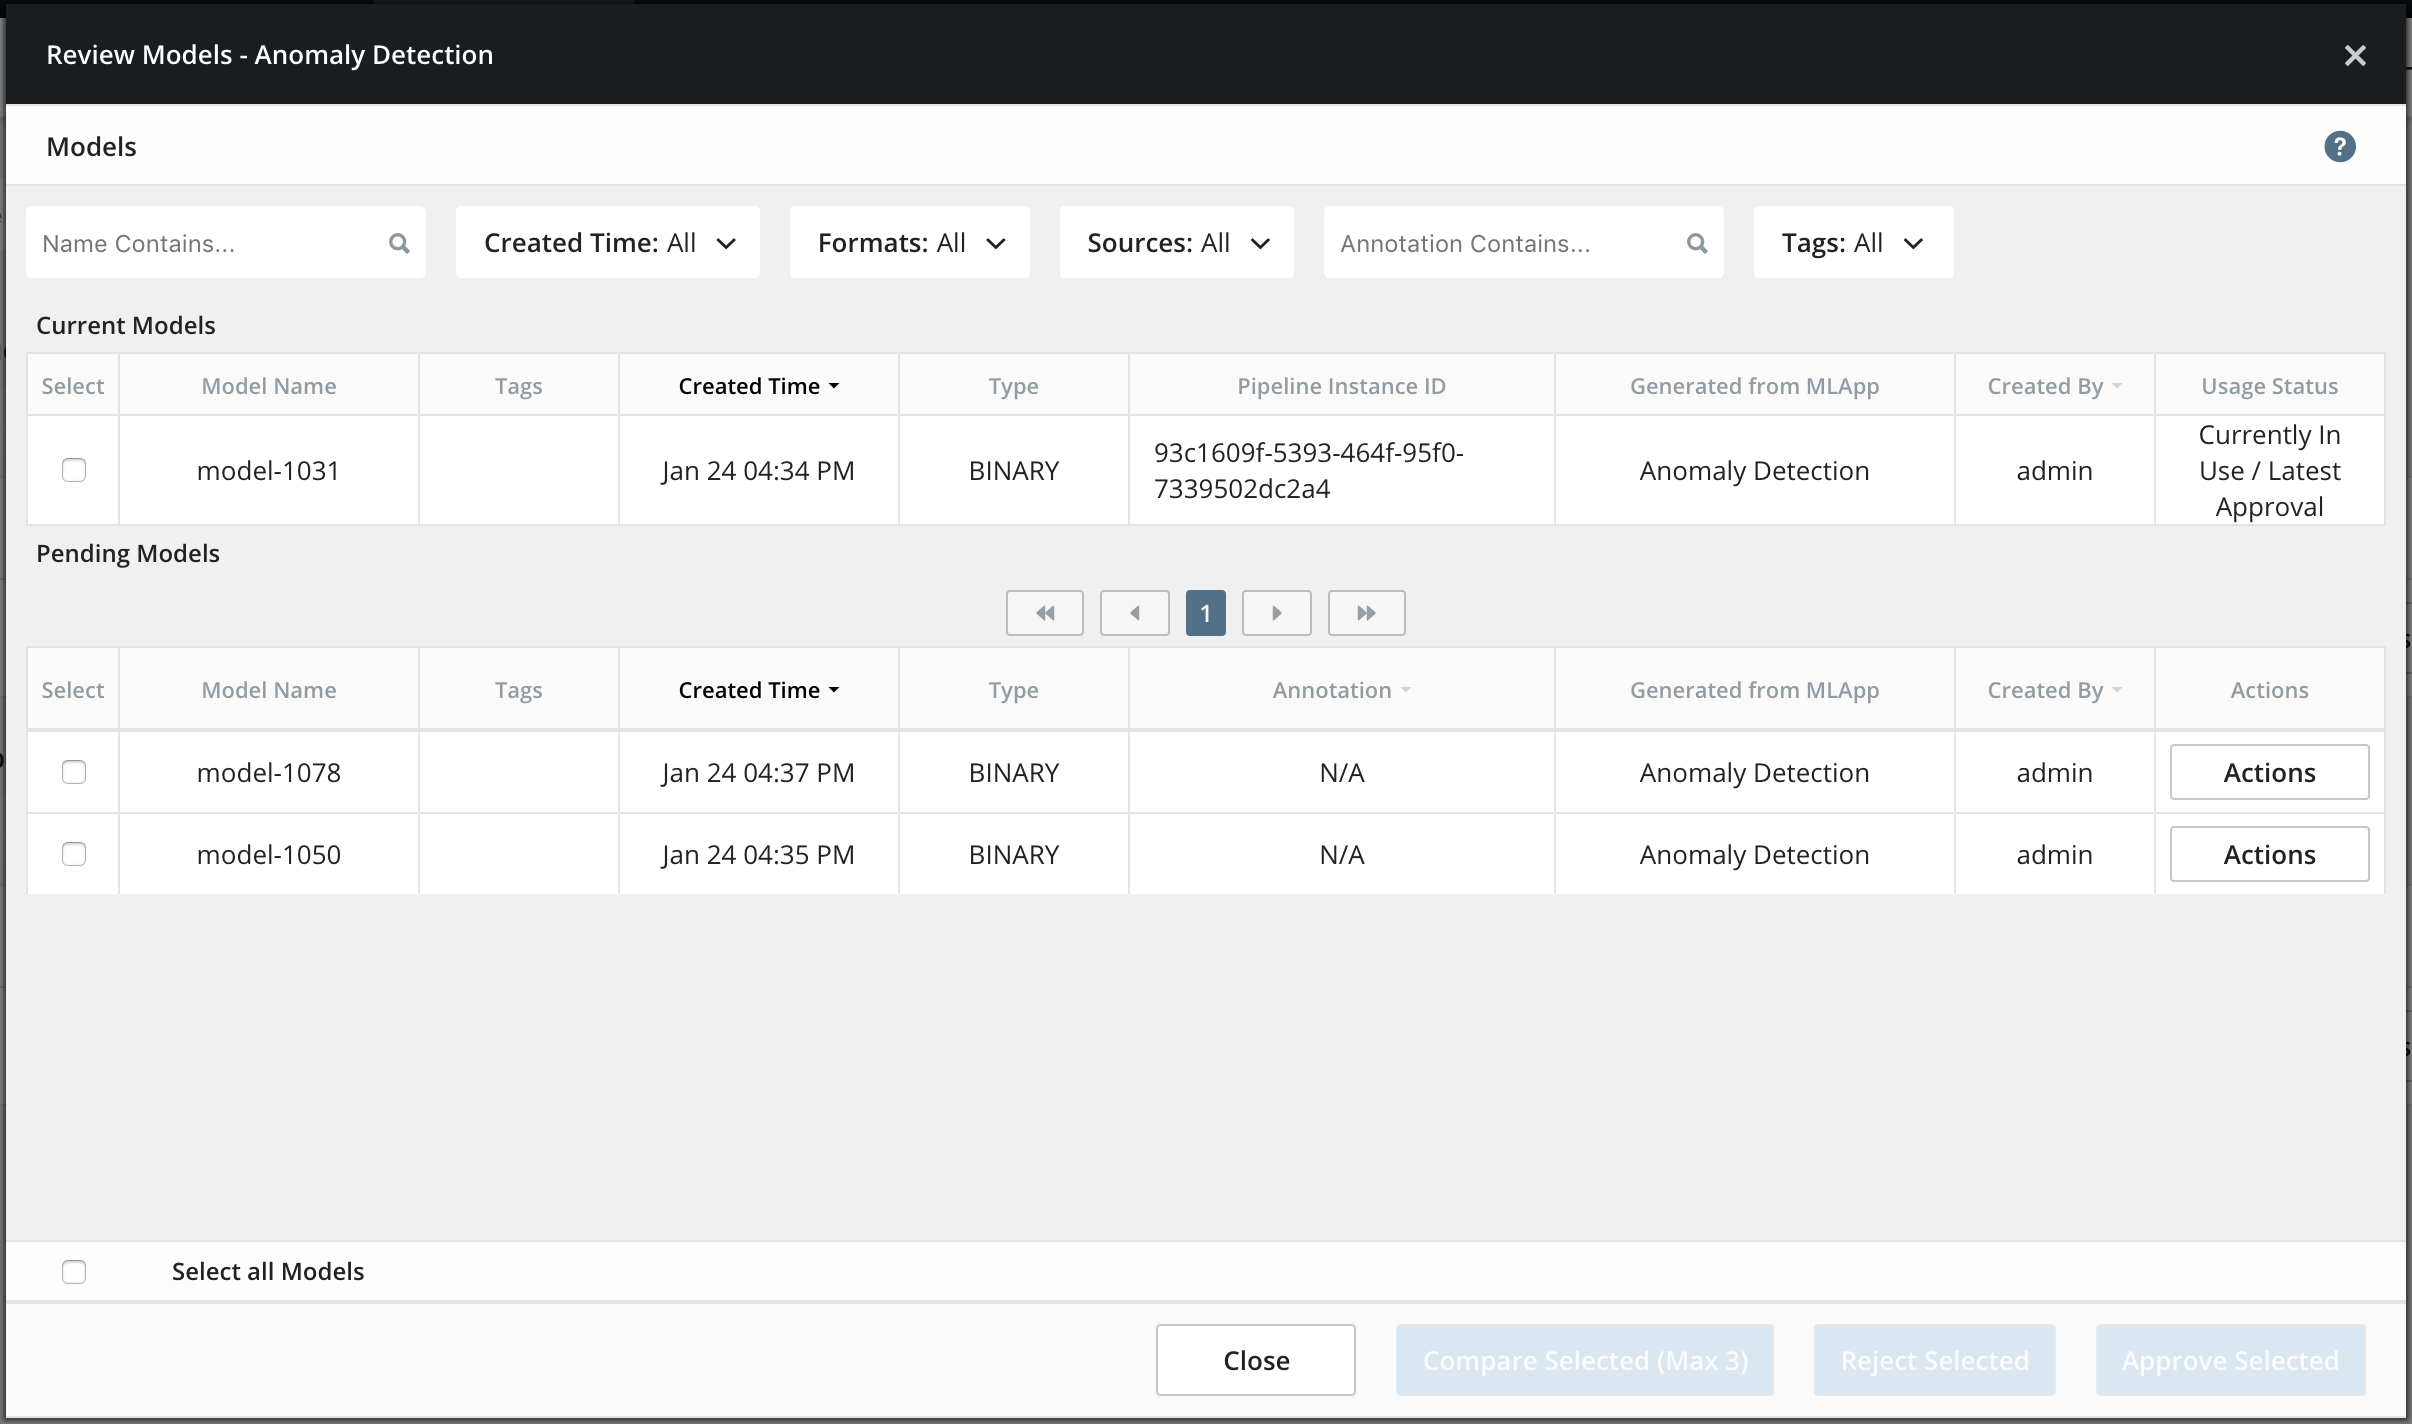 Review Models - Anomaly Detection
Models
?
Name Contains...
Created Time: All
Formats: All
Sources: All
Annotation Contains...
Tags: All
Current Models
Select Model Name Tags Created Time Type Pipeline Instance ID Generated from MLApp Created By Usage Status
model-1031 Jan 24 04:34 PM BINARY 93c1609f-5393-464f-95f0-
7339502dc2a4
Anomaly Detection admin Currently In
Use / Latest
Approval
Pending Models
1
Select Model Name Tags Created Time Type Annotation Generated from MLApp Created By Actions
model-1078 Jan 24 04:37 PM BINARY N/A Anomaly Detection admin Actions
model-1050 Jan 24 04:35 PM BINARY N/A Anomaly Detection admin Actions
Select all Models
Close
Compare Selected (Max 3)
Reject Selected
Approve Selected